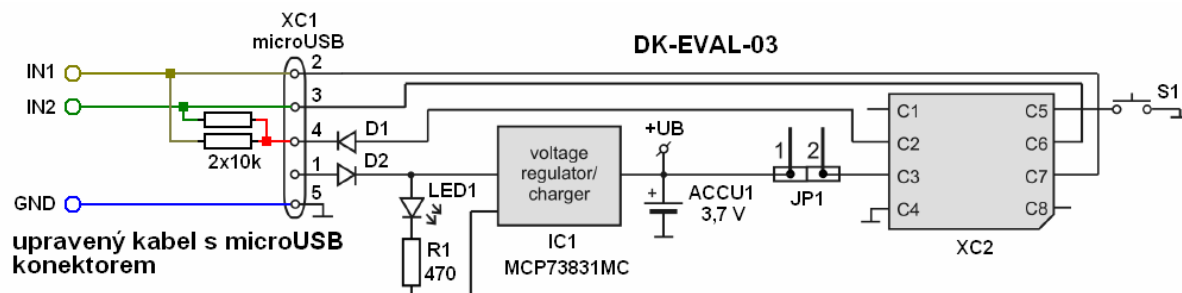 XC1
microUSB
DK-EVAL-03
IN1
2
S1
IN2
3
C1
C5
4
D1
+UB
1
2
C2
C6
2x10k
voltage
regulator/
charger
1
D2
LED1
+
ACCU1
3,7 V
JP1
C3
C7
GND
5
C4
C8
upravený kabel s microUSB
konektorem
R1
470
IC1
MCP73831MC
XC2